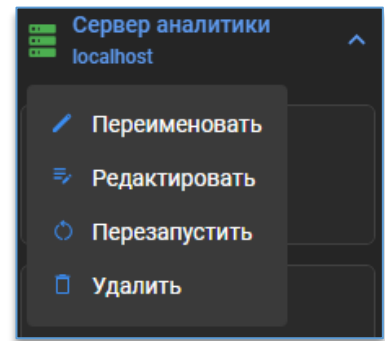 Сервер аналитики
localhost
Переименовать
Редактировать
Перезапустить
Удалить